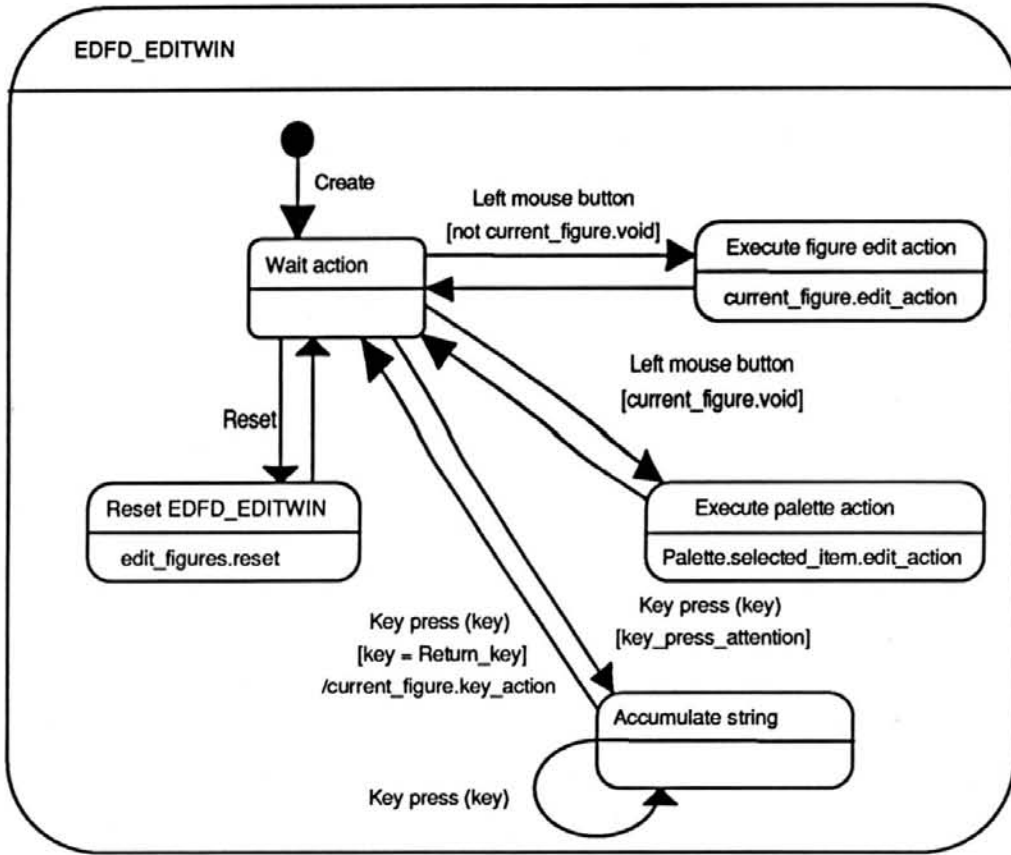 EDFD_EDITWIN
Create
Left mouse button
[not current_figure.void]
Wait action
Execute figure edit action
current_figure.edit_action
Left mouse button
[current_figure.void]
Reset
Reset EDFD_EDITWIN
edit_figures.reset
Execute palette action
Palette.selected_item.edit_action
Key press (key)
[key = Return_key]
/current_figure.key_action
Key press (key)
[key_press_attention]
Accumulate string
Key press (key)